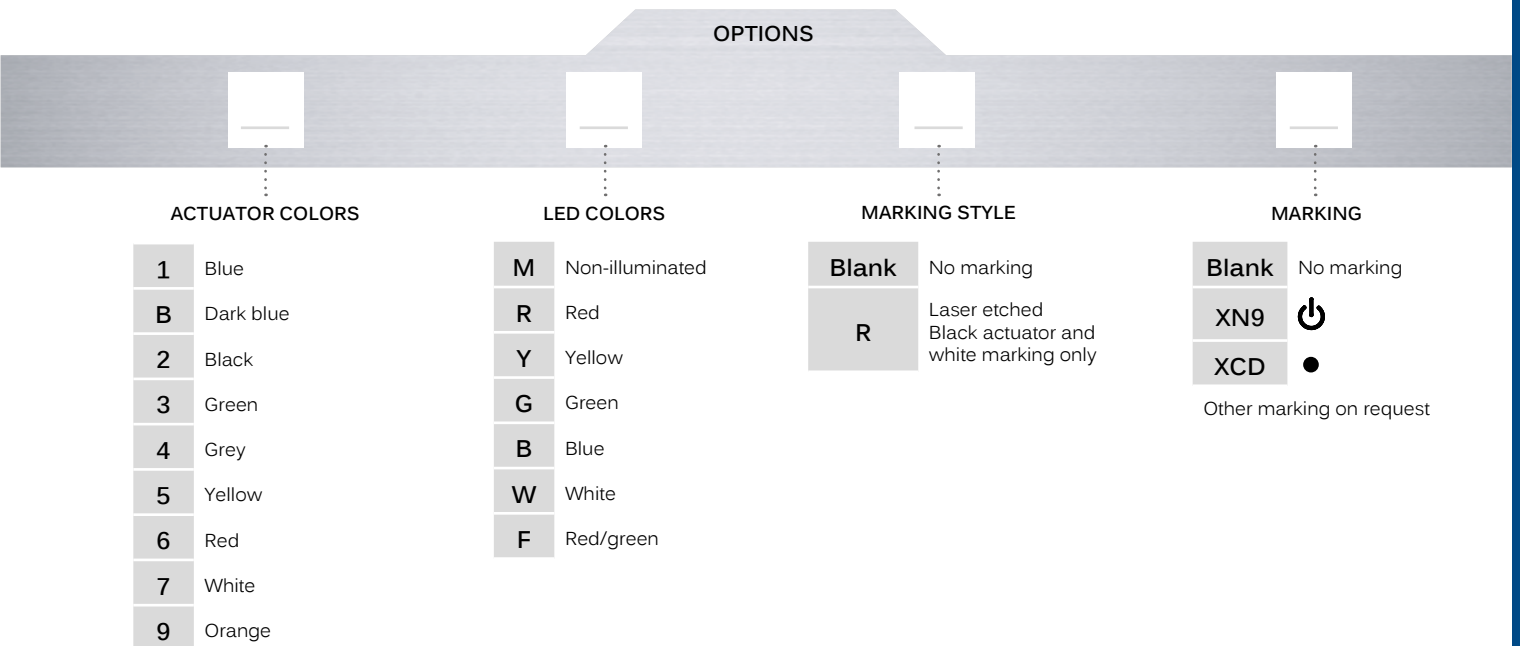 OPTIONS
ACTUATOR COLORS
1 Blue
B Dark blue
2 Black
3 Green
4 Grey
5 Yellow
6 Red
7 White
9 Orange
LED COLORS
M Non-illuminated
R Red
Y Yellow
G Green
B Blue
W White
F Red/green
MARKING STYLE
Blank No marking
R Laser etched
Black actuator and
white marking only
MARKING
Blank No marking
XN9
XCD
Other marking on request